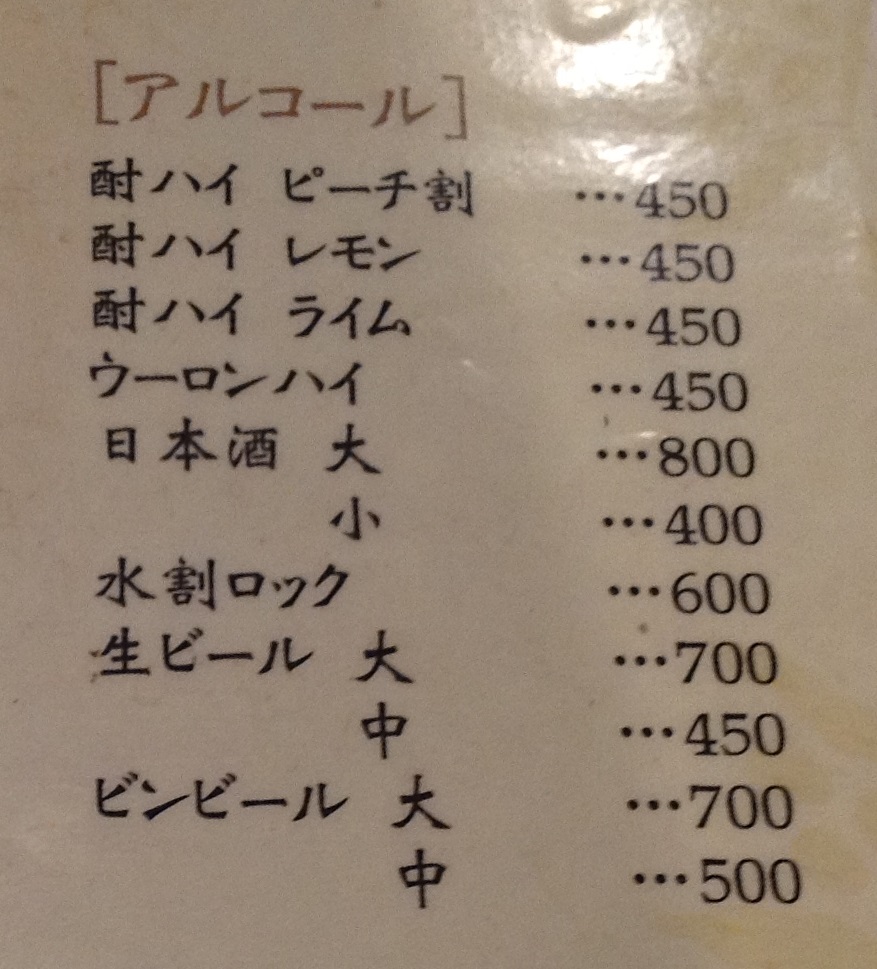 [アルコール]
酎ハイ ピーチ割 …450
酎ハイ レモン …450
酎ハイ ライム …450
ウーロンハイ …450
日本酒 大 …800
小 …400
水割ロック …600
生ビール 大 …700
中 …450
ビンビール 大 …700
中 …500